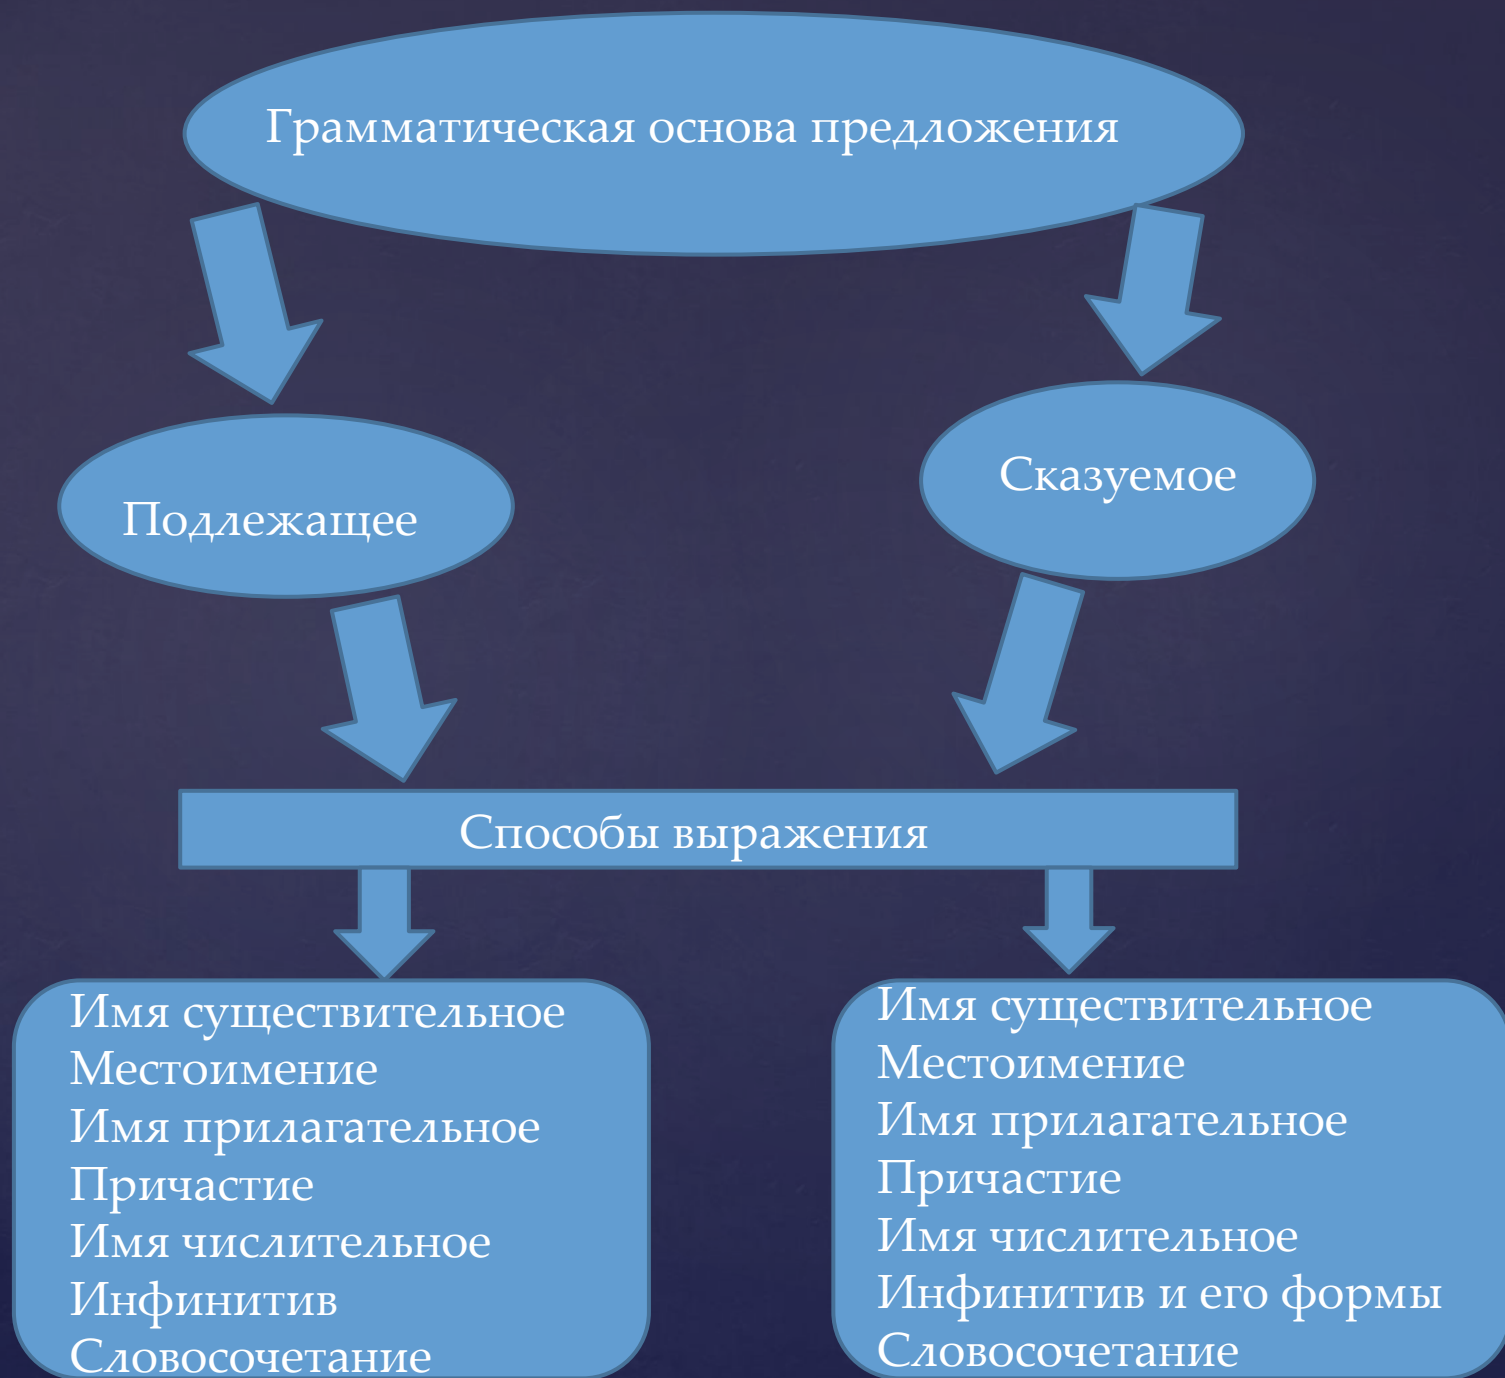 Грамматическая основа предложения
Подлежащее
Сказуемое
Способы выражения
Имя существительное
Местоимение
Имя прилагательное
Причастие
Имя числительное
Инфинитив
Словосочетание
Имя существительное
Местоимение
Имя прилагательное
Причастие
Имя числительное
Инфинитив и его формы
Словосочетание